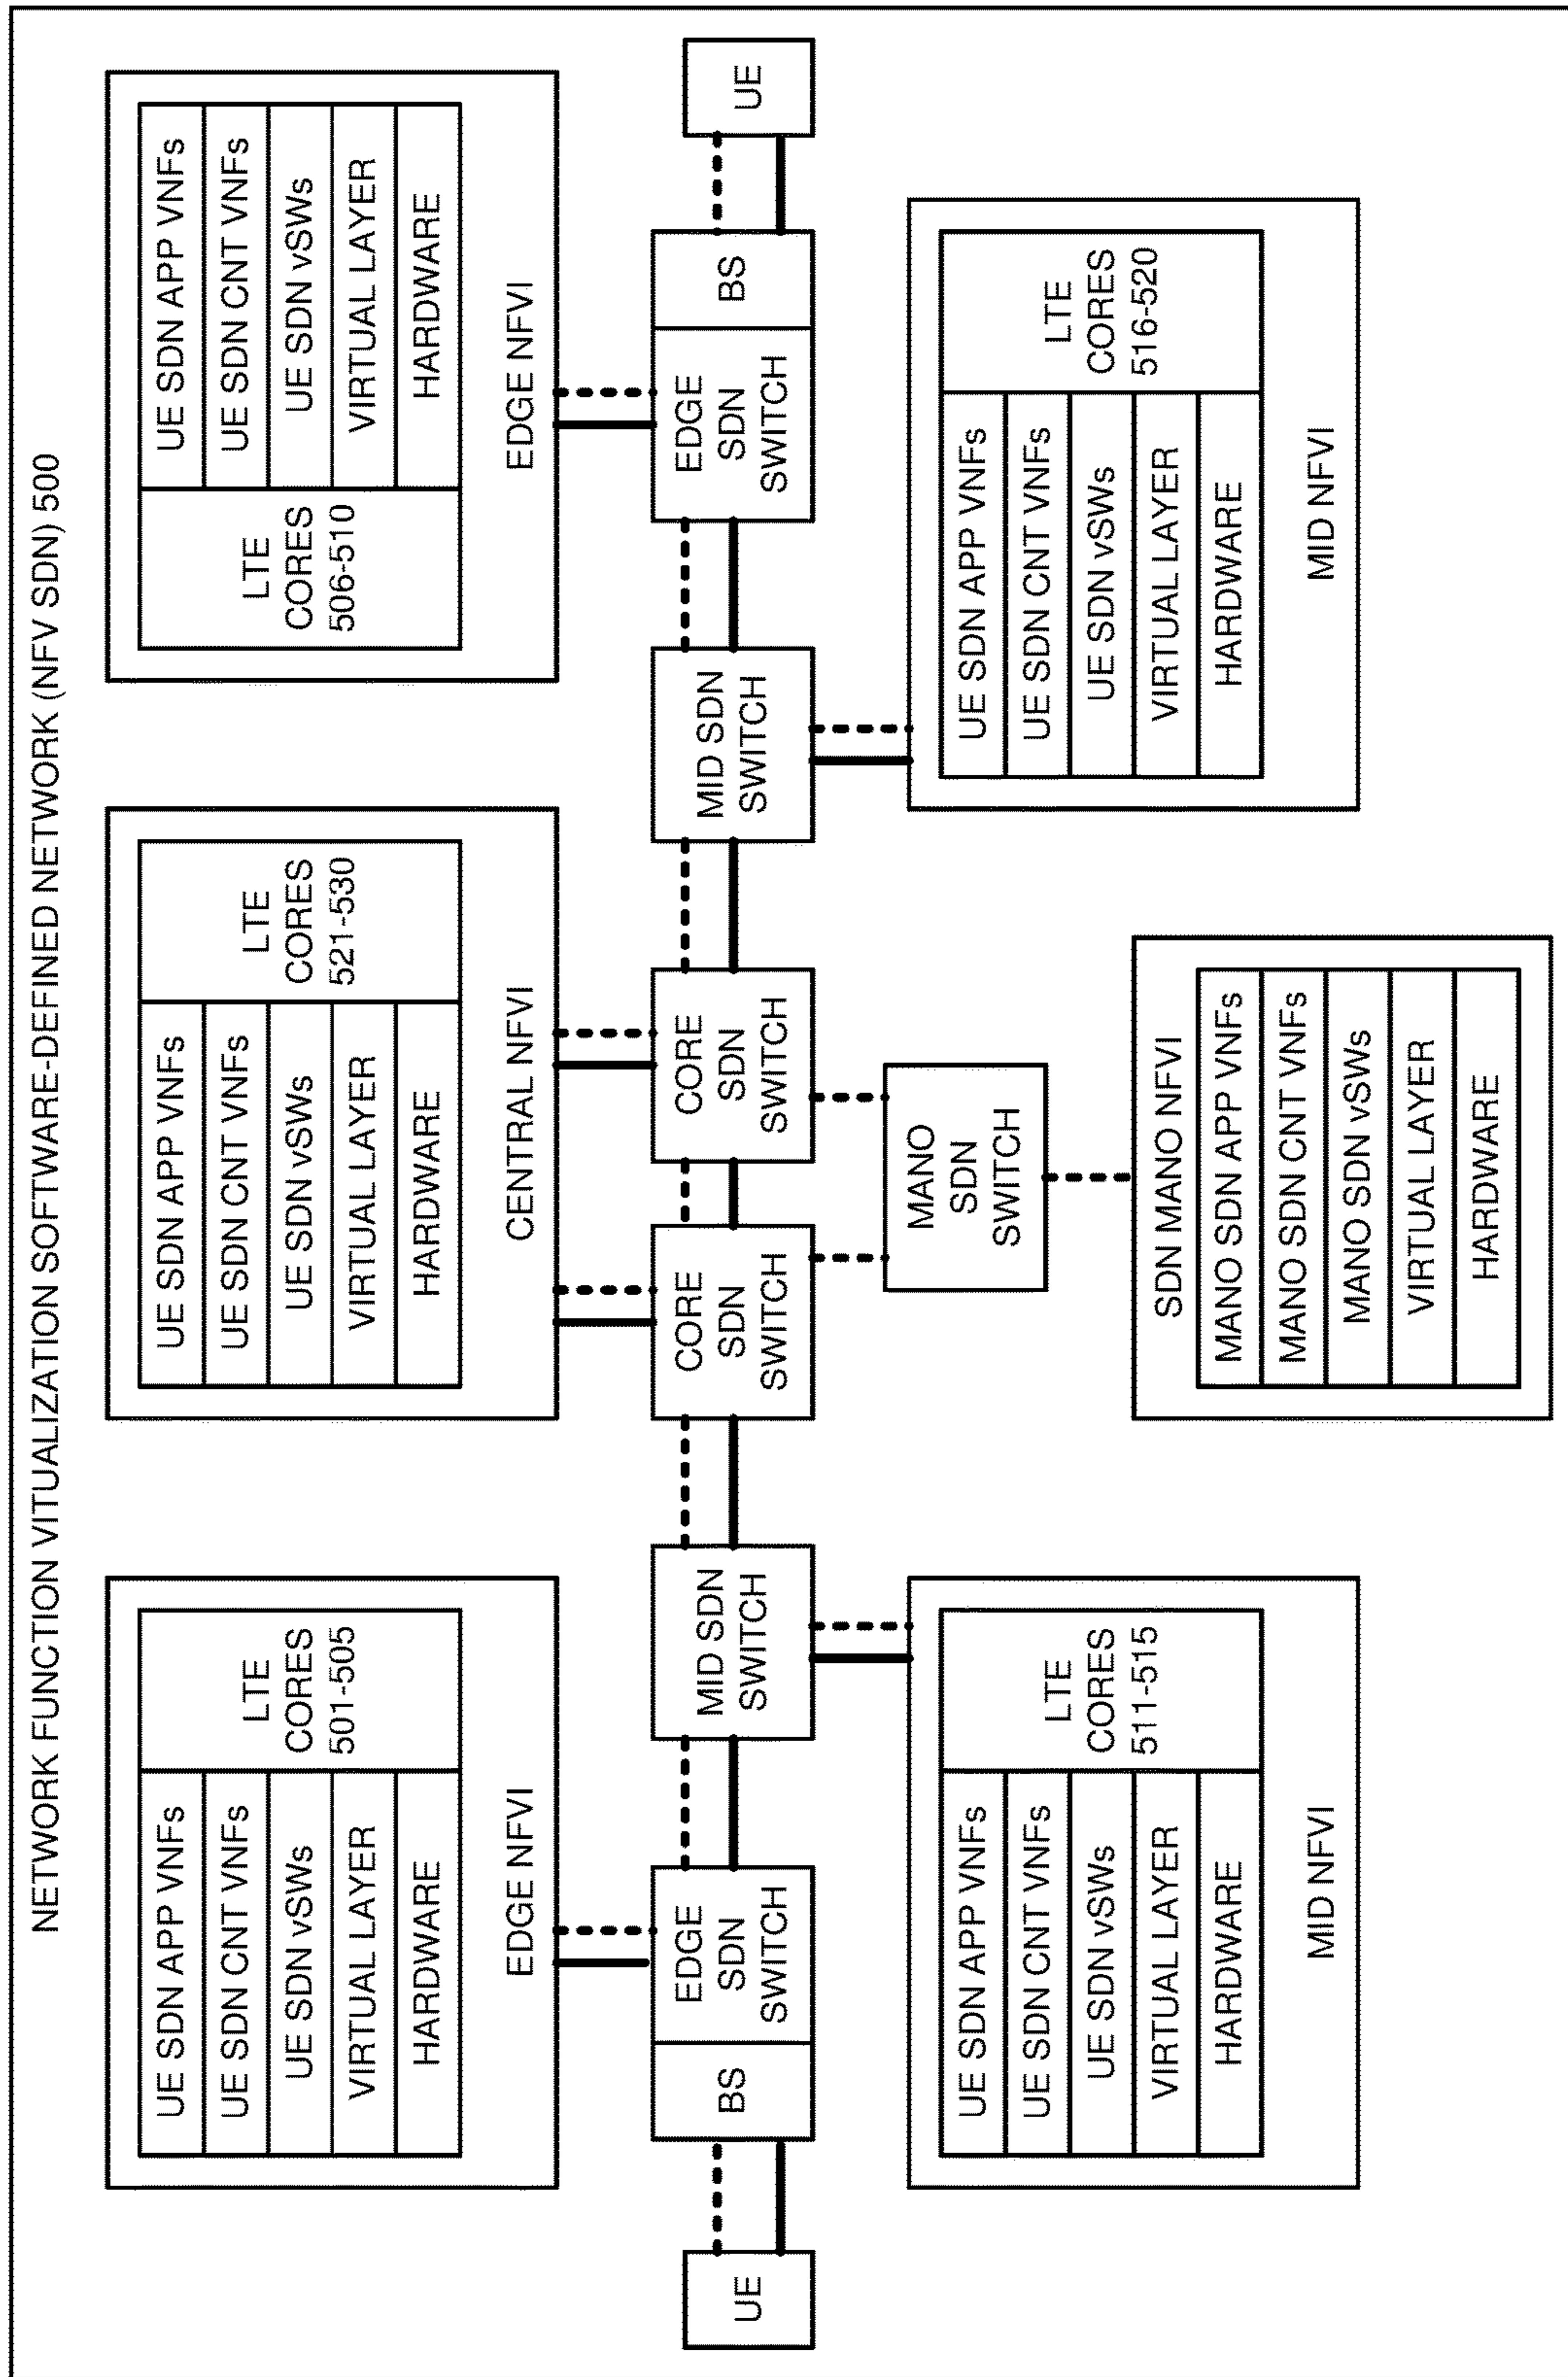 NETWORK FUNCTION VITUALIZATION SOFTWARE-DEFINED NETWORK (NFV SDN) 500
UE SDN APP VNFs
UE SDN CNT VNFs
UE SDN vSWs
VIRTUAL LAYER
HARDWARE
LTE
CORES
501-505
EDGE NFVI
UE SDN APP VNFs
UE SDN CNT VNFs
UE SDN vSWs
VIRTUAL LAYER
HARDWARE
LTE
CORES
521-530
CENTRAL NFVI
LTE
CORES
506-510
UE SDN APP VNFs
UE SDN CNT VNFs
UE SDN vSWs
VIRTUAL LAYER
HARDWARE
EDGE NFVI
UE
BS
EDGE
SDN
SWITCH
MID SDN
SWITCH
CORE
SDN
SWITCH
CORE
SDN
SWITCH
MID SDN
SWITCH
EDGE
SDN
SWITCH
BS
UE
UE SDN APP VNFs
UE SDN CNT VNFs
UE SDN vSWs
VIRTUAL LAYER
HARDWARE
LTE
CORES
511-515
MID NFVI
MANO
SDN
SWITCH
SDN MANO NFVI
MANO SDN APP VNFs
MANO SDN CNT VNFs
MANO SDN vSWs
VIRTUAL LAYER
HARDWARE
UE SDN APP VNFs
UE SDN CNT VNFs
UE SDN vSWs
VIRTUAL LAYER
HARDWARE
LTE
CORES
516-520
MID NFVI